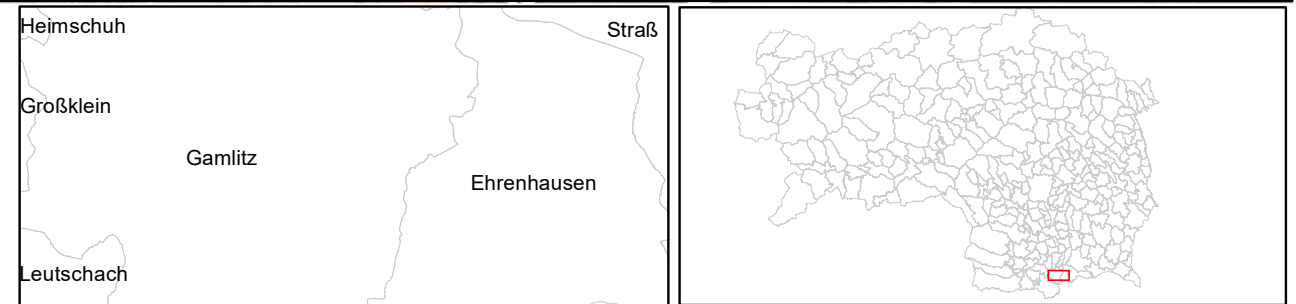 Heimschuh
Straß
Großklein
Gamlitz
Ehrenhausen
Leutschach